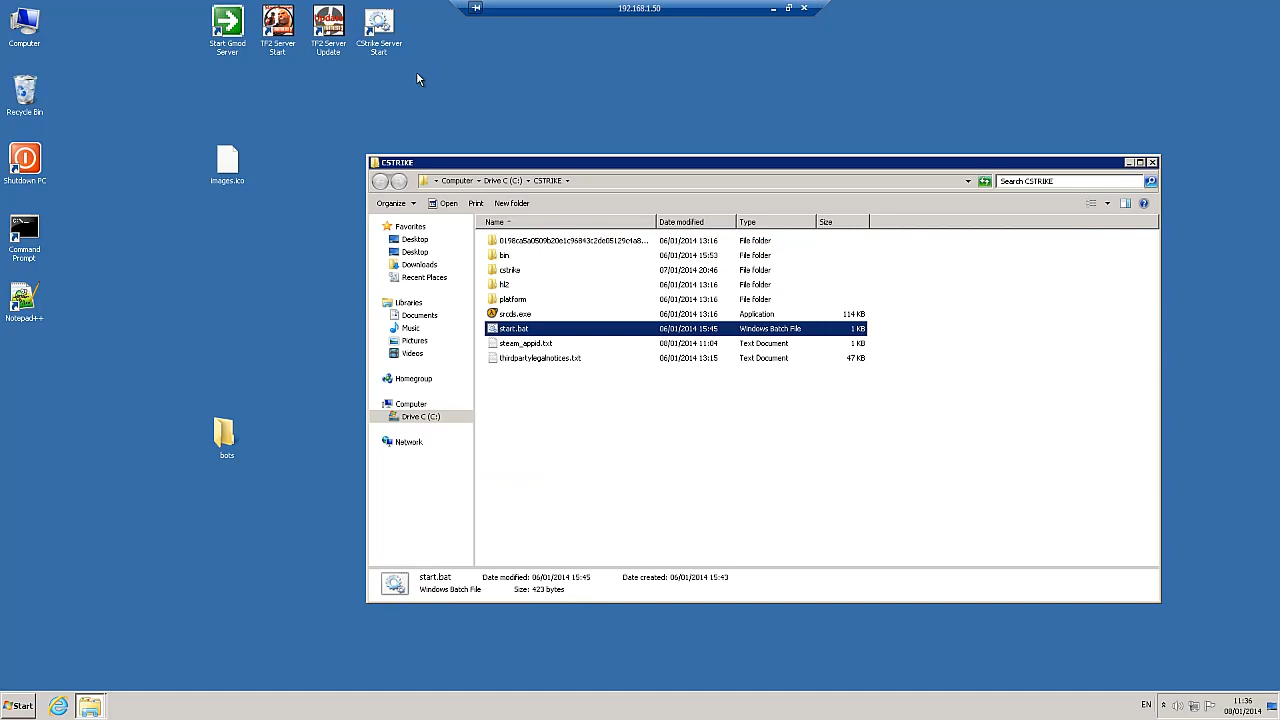 192.168.1.50
Computer
Start Gmod
Server
TF2 Server
Start
Update
TF2 Server
Update
CStrike Server
Start
Recycle Bin
Shutdown PC
images.ico
Command
Prompt
Notepad++
bots
CSTRIKE
Computer
Drive C (C:)
CSTRIKE
Search CSTRIKE
Organize
Open
Print
New folder
Favorites
Desktop
Desktop
Downloads
Recent Places
Libraries
Documents
Music
Pictures
Videos
Homegroup
Computer
Drive C (C:)
Network
Name Date modified Type Size
06/01/2014 13:16 File folder
bin 06/01/2014 15:53 File folder
cstrike 07/01/2014 20:46 File folder
hl2 06/01/2014 13:16 File folder
platform 06/01/2014 13:16 File folder
srcds.exe 06/01/2014 13:16 Application 114 KB
start.bat 06/01/2014 15:45 Windows Batch File 1 KB
steam_appid.txt 08/01/2014 11:04 Text Document 1 KB
thirdpartylegalnotices.txt 06/01/2014 13:15 Text Document 47 KB
start.bat Date modified: 06/01/2014 15:45 Date created: 06/01/2014 15:43
Windows Batch File Size: 423 bytes
Start
EN
11:36
08/01/2014